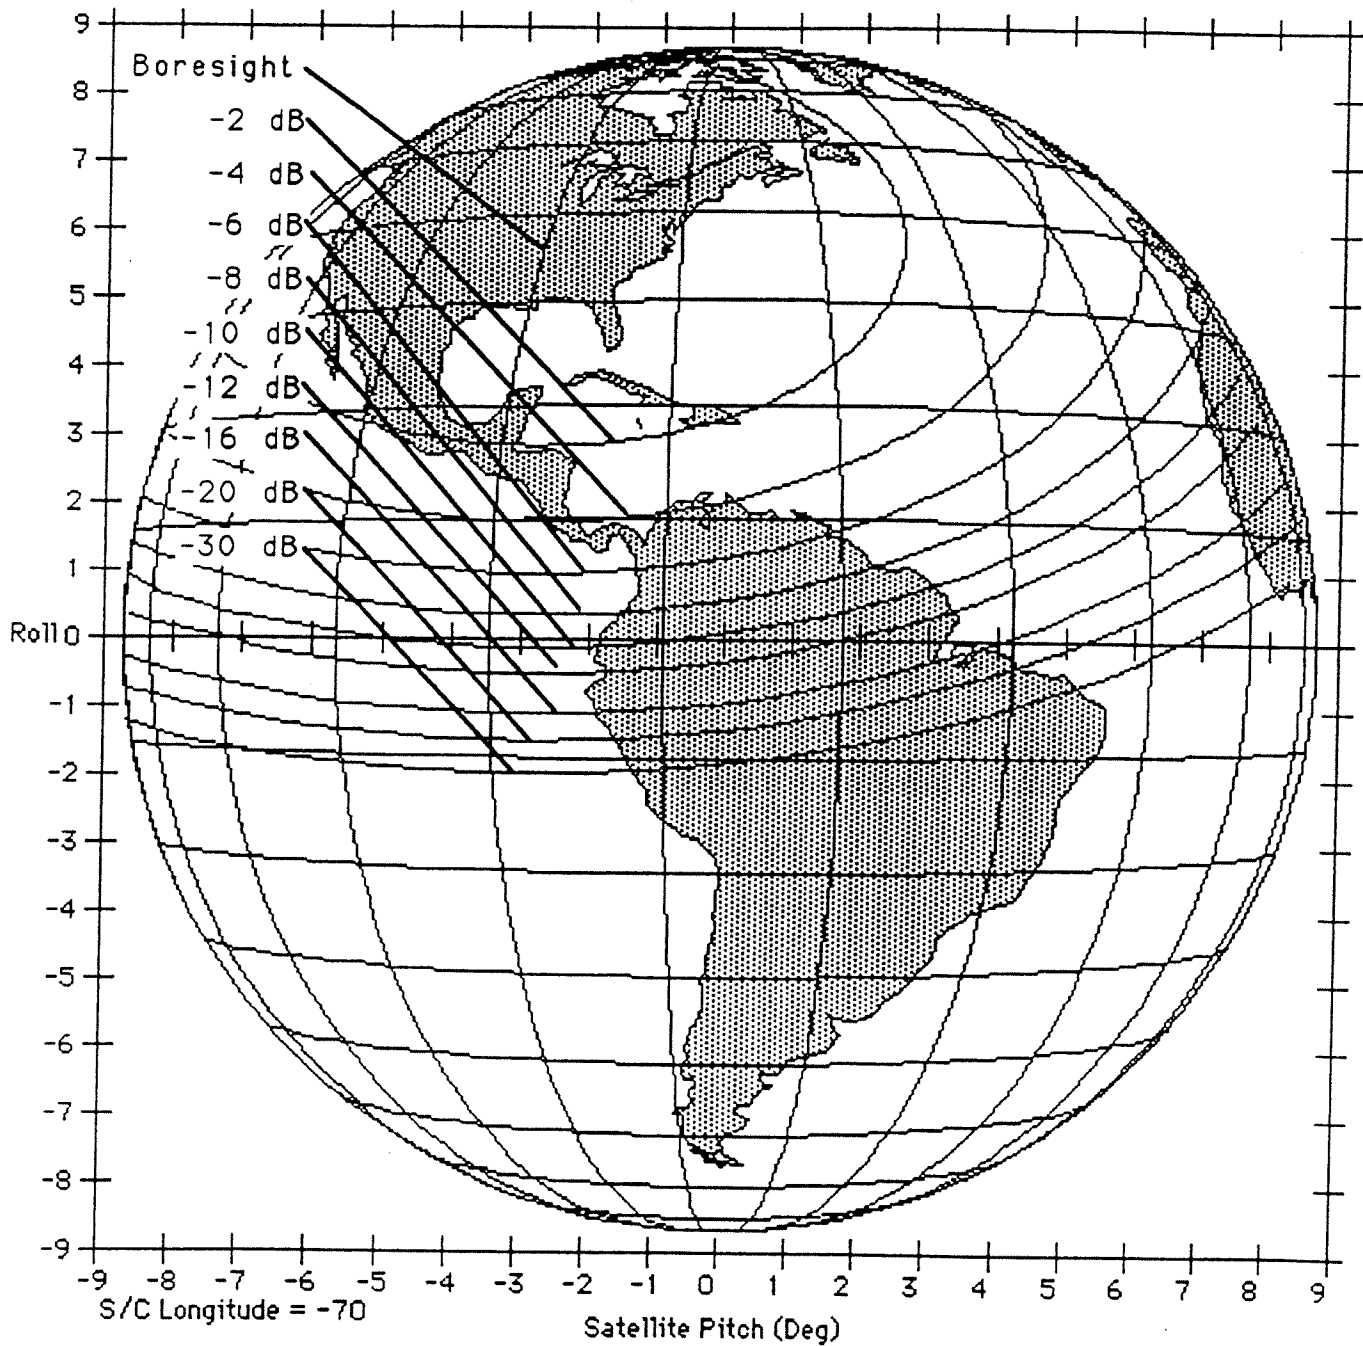 9
Boresight
8
-2 dB
7
-4 dB
6
-6 dB
-8 dB
5
-10 dB
4
-12 dB
3
-16 dB
2
-20 dB
-30 dB
1
Roll 0
-1
-2
-3
-4
-5
-6
-7
-8
-9
-9 -8 -7 -6 -5 -4 -3 -2 -1 0 1 2 3 4 5 6 7 8 9
S/C Longitude = -70
Satellite Pitch (Deg)